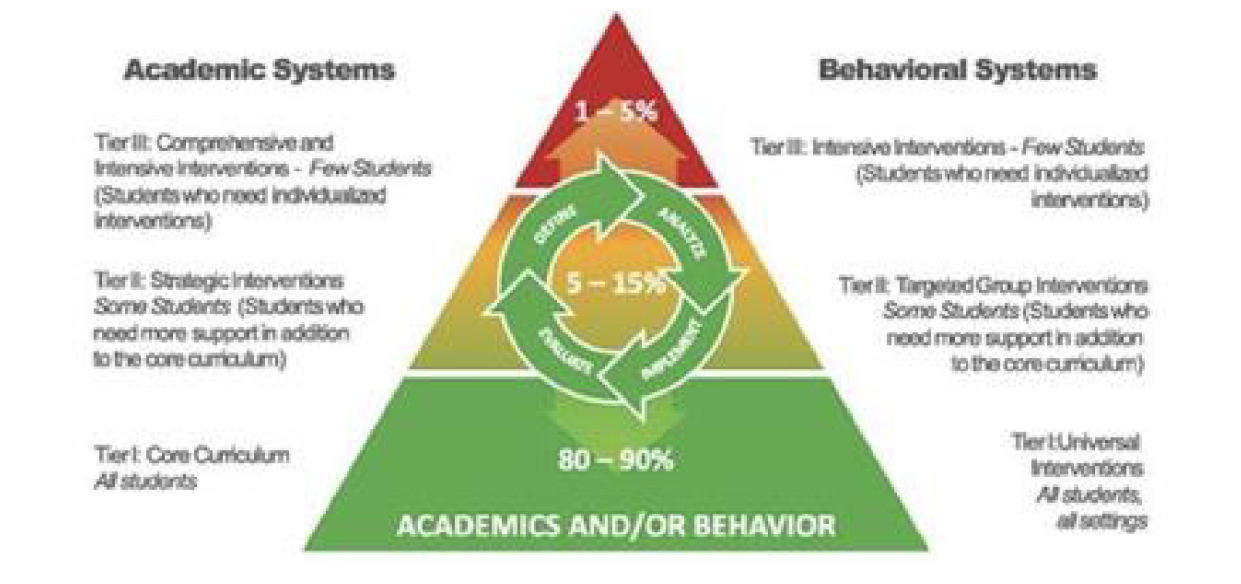 Academic Systems
Tier III: Comprehensive and
Intensive Interventions - Few Students
(Students who need individualized
interventions)
Tier II: Strategic Interventions
Some Students (Students who
need more support in addition
to the core curriculum)
Tier I: Core Curriculum
All students
1 – 5%
DEFINE
ANALYZE
5 – 15%
EVALUATE
IMPLEMENT
80 – 90%
ACADEMICS AND/OR BEHAVIOR
Behavioral Systems
Tier III: Intensive Interventions - Few Students
(Students who need individualized
interventions)
Tier II: Targeted Group Interventions
Some Students (Students who
need more support in addition
to the core curriculum)
Tier I:Universal
Interventions
All students,
all settings